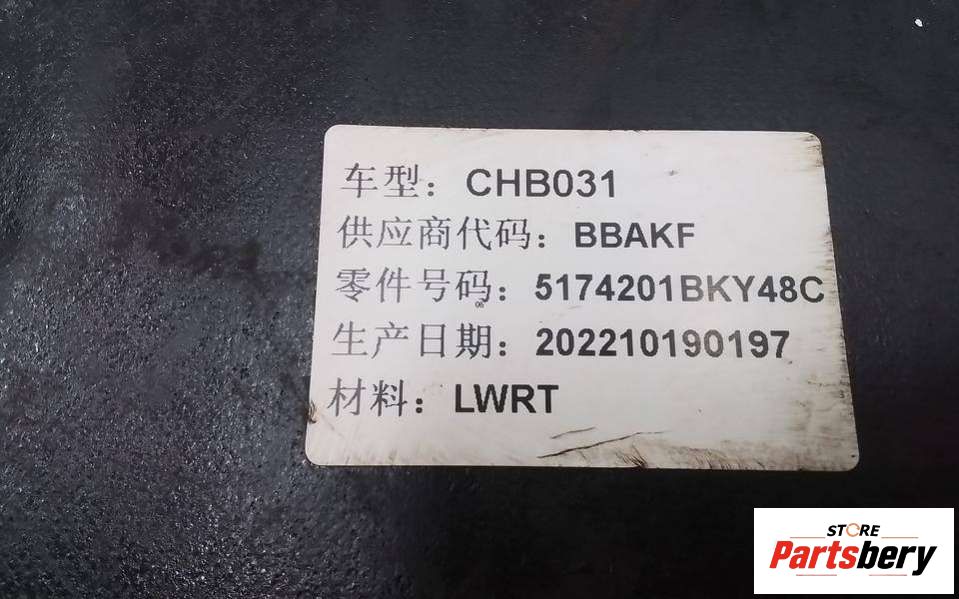 车型：CHB031
供应商代码：BBAKF
零件号码：5174201BKY48C
生产日期：202210190197
材料：LWRT
STORE
Partsbery